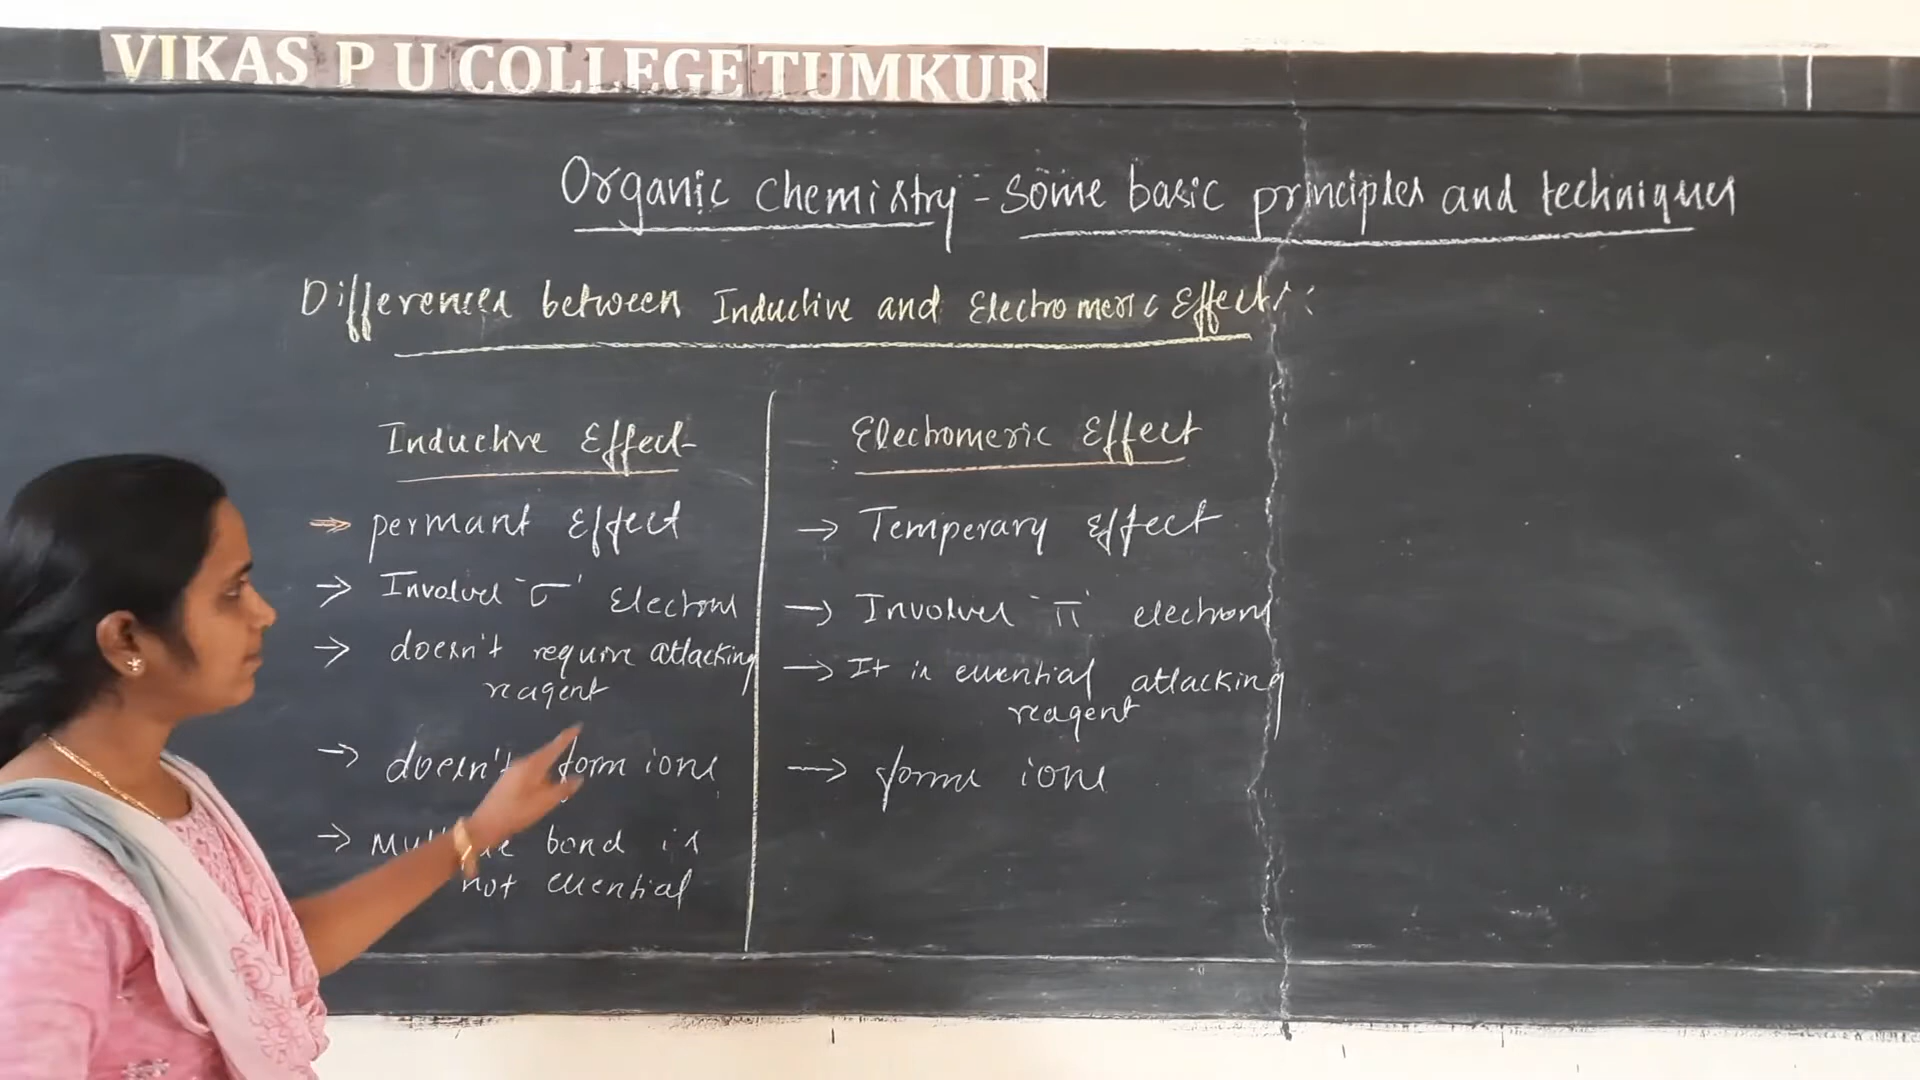 VIKAS P U COLLEGE TUMKUR
Organic Chemistry - Some basic principles and techniques
Differences between Inductive and Electromeric Effects :
Inductive Effect
→ permant Effect
→ Involves 'σ' Electrons
→ doesn't require attacking
reagent
→ doesn't form ions
→ bond is
not essential
Electromeric Effect
→ Temperary Effect
→ Involves 'π' electrons
→ It is essential attacking
reagent
→ forms ions